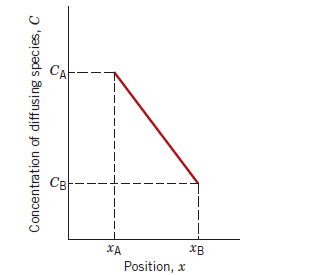 Concentration of diffusing species, C
CA
CB
xA
xB
Position, x